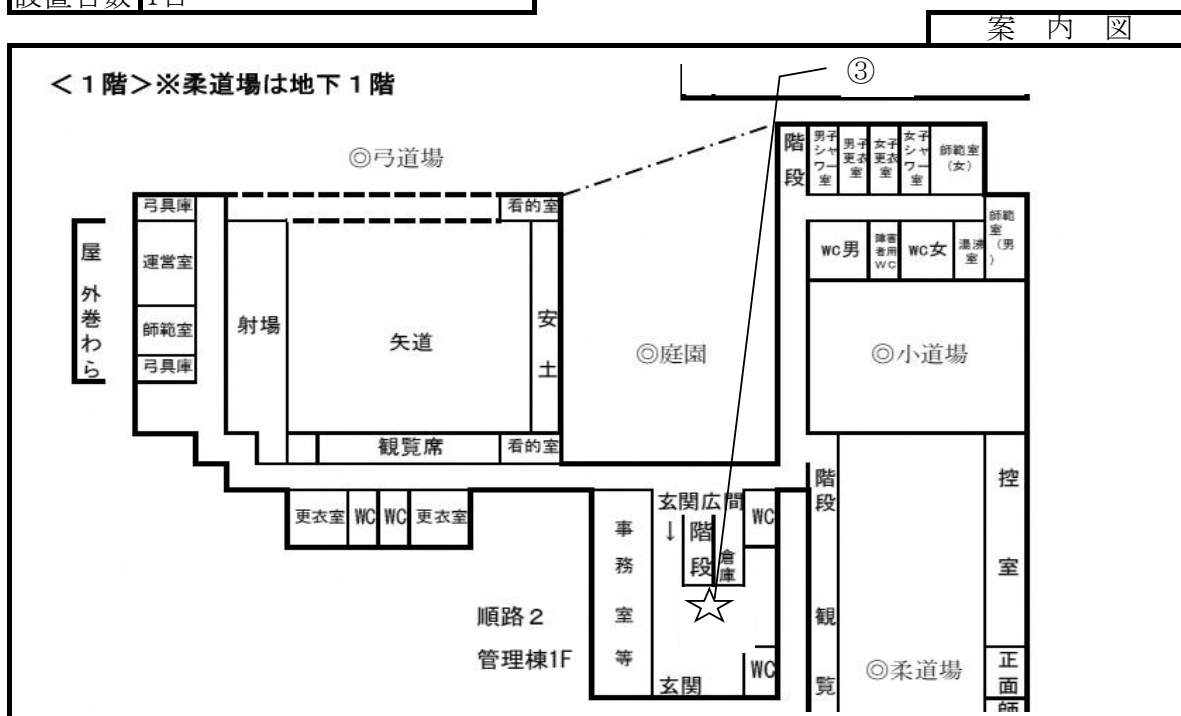 設置台数 1台
案 内 図
＜１階＞※柔道場は地下１階
③
◎弓道場
階段
男子シャワー室
男子更衣室
女子更衣室
女子シャワー室
師範室（女）
弓具庫
看的室
師範室（男）
屋外巻わら
運営室
WC男
障害者用WC
WC女
湯沸室
師範室
射場
矢道
安土
◎庭園
◎小道場
弓具庫
観覧席
看的室
階段
控室
更衣室
WC
WC
更衣室
事務室等
玄関広間
↓
階段
倉庫
WC
順路２
管理棟1F
観覧
◎柔道場
正面
師
玄関
WC